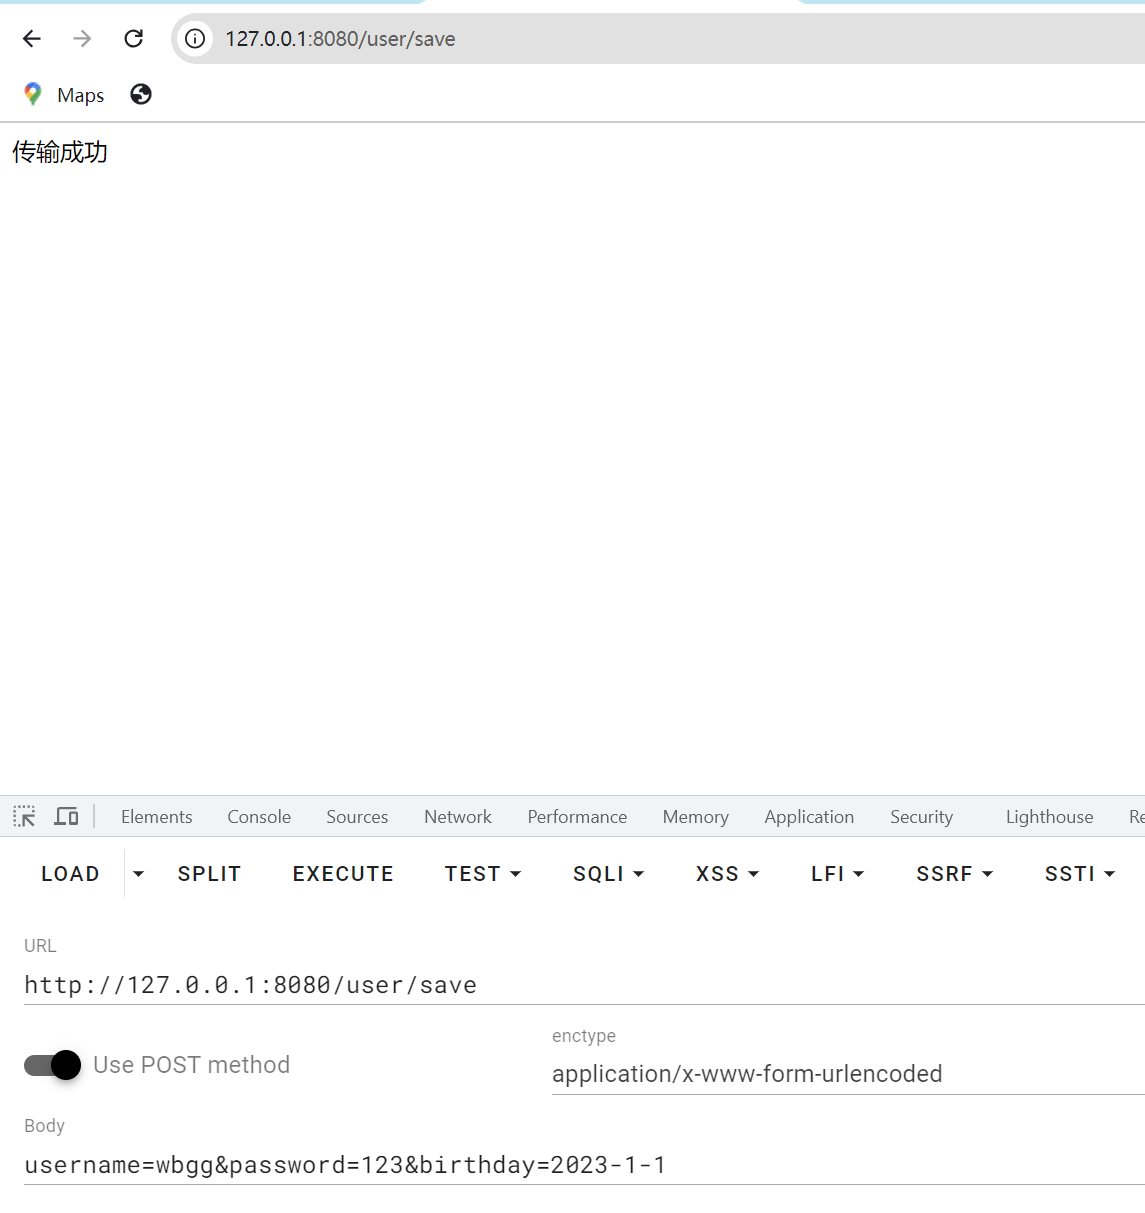 127.0.0.1:8080/user/save
Maps
传输成功
Elements Console Sources Network Performance Memory Application Security Lighthouse Re
LOAD SPLIT EXECUTE TEST SQLI XSS LFI SSRF SSTI
URL
http://127.0.0.1:8080/user/save
enctype
Use POST method
application/x-www-form-urlencoded
Body
username=wbgg&password=123&birthday=2023-1-1